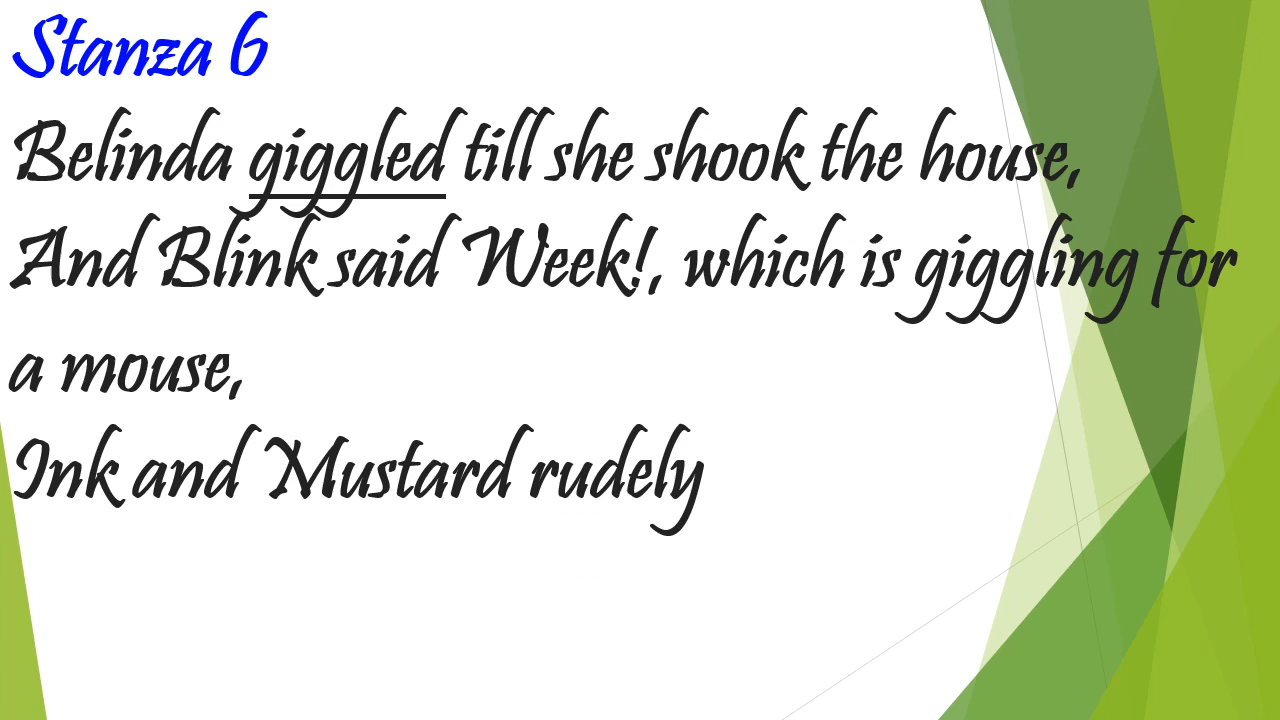 Stanza 6
Belinda giggled till she shook the house,
And Blink said Week!, which is giggling for
a mouse,
Ink and Mustard rudely